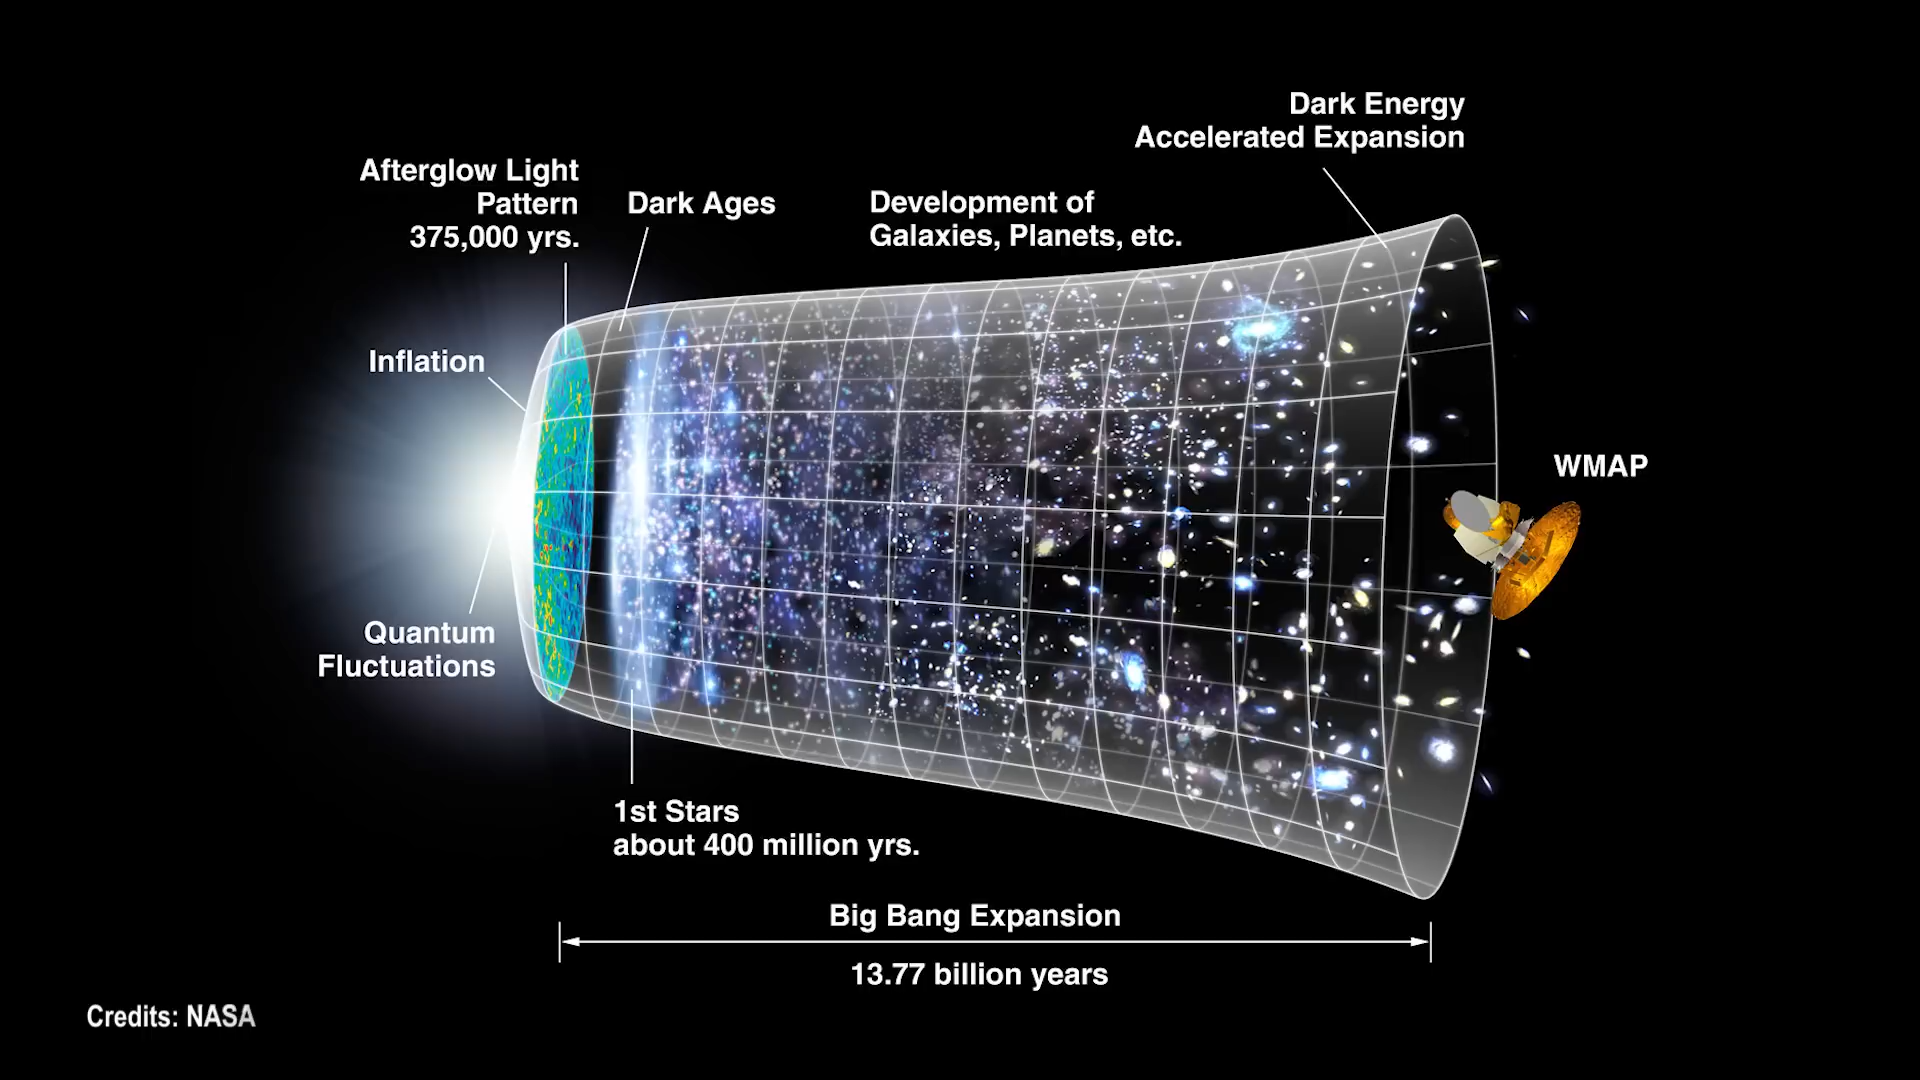 Dark Energy
Accelerated Expansion
Afterglow Light
Pattern
375,000 yrs.
Dark Ages
Development of
Galaxies, Planets, etc.
Inflation
WMAP
Quantum
Fluctuations
1st Stars
about 400 million yrs.
Big Bang Expansion
13.77 billion years
Credits: NASA